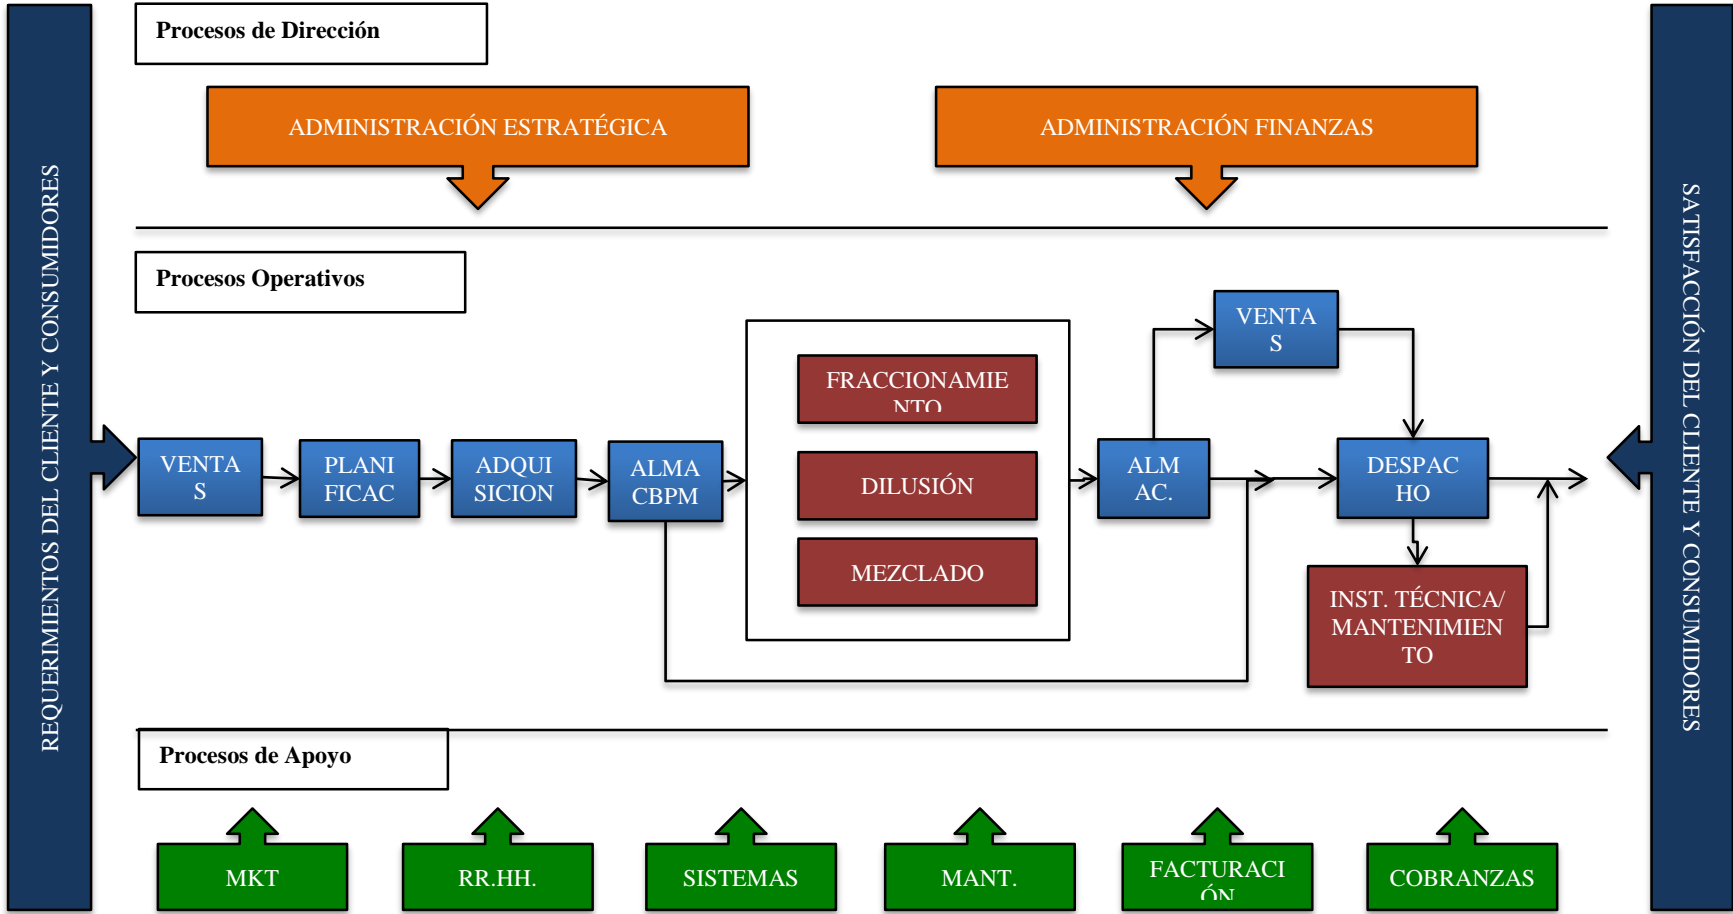 REQUERIMIENTOS DEL CLIENTE Y CONSUMIDORES
Procesos de Dirección
ADMINISTRACIÓN ESTRATÉGICA
ADMINISTRACIÓN FINANZAS
Procesos Operativos
VENTA
S
PLANI
FICAC
ADQUI
SICION
ALMA
CBPM
FRACCIONAMIE
NTO
DILUSIÓN
MEZCLADO
ALM
AC.
VENTA
S
DESPAC
HO
INST. TÉCNICA/
MANTENIMIEN
TO
Procesos de Apoyo
MKT
RR.HH.
SISTEMAS
MANT.
FACTURACI
ÓN
COBRANZAS
SATISFACCIÓN DEL CLIENTE Y CONSUMIDORES